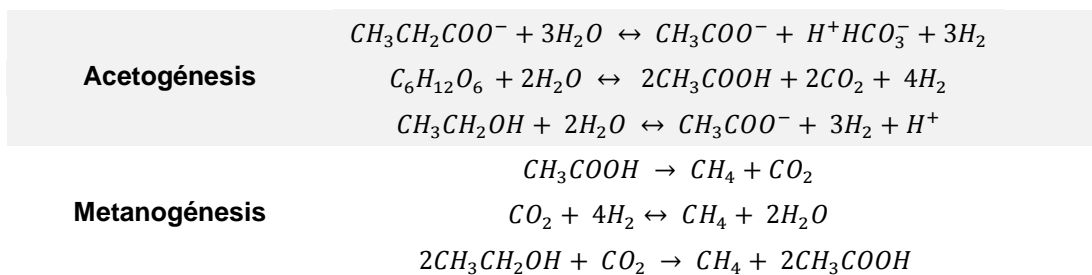 CH₃CH₂COO⁻ + 3H₂O ↔ CH₃COO⁻ + H⁺HCO₃⁻ + 3H₂
Acetogénesis C₆H₁₂O₆ + 2H₂O ↔ 2CH₃COOH + 2CO₂ + 4H₂
CH₃CH₂OH + 2H₂O ↔ CH₃COO⁻ + 3H₂ + H⁺
CH₃COOH → CH₄ + CO₂
Metanogénesis CO₂ + 4H₂ ↔ CH₄ + 2H₂O
2CH₃CH₂OH + CO₂ → CH₄ + 2CH₃COOH